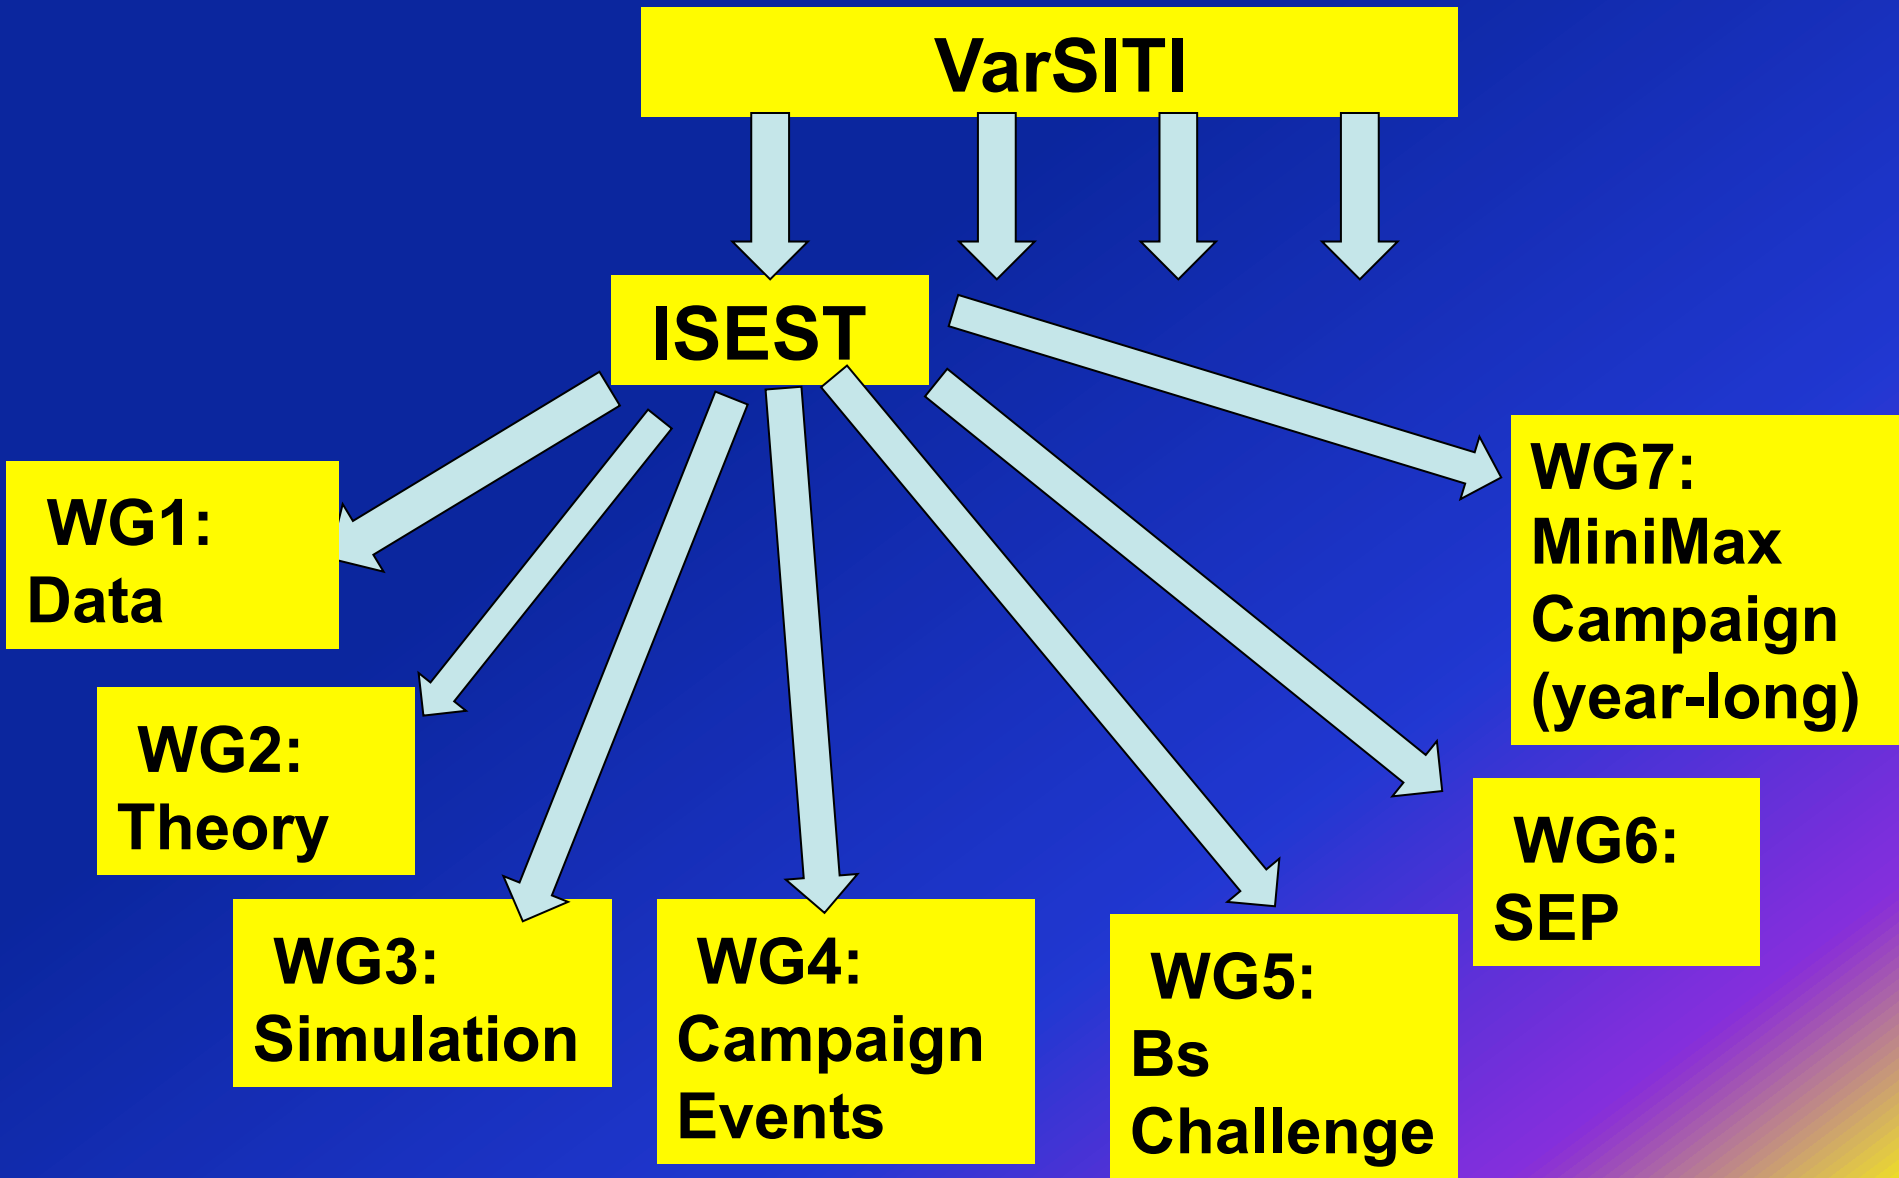 VarSITI
ISEST
WG1:
Data
WG2:
Theory
WG3:
Simulation
WG4:
Campaign
Events
WG5:
Bs
Challenge
WG6:
SEP
WG7:
MiniMax
Campaign
(year-long)